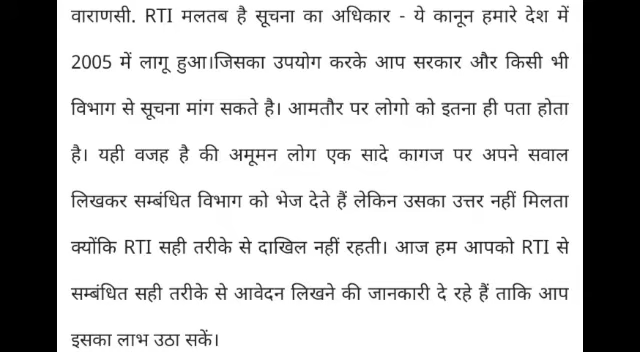 वाराणसी. RTI मलतब है सूचना का अधिकार - ये कानून हमारे देश में
2005 में लागू हुआ।जिसका उपयोग करके आप सरकार और किसी भी
विभाग से सूचना मांग सकते है। आमतौर पर लोगो को इतना ही पता होता
है। यही वजह है की अमूमन लोग एक सादे कागज पर अपने सवाल
लिखकर सम्बंधित विभाग को भेज देते हैं लेकिन उसका उत्तर नहीं मिलता
क्योंकि RTI सही तरीके से दाखिल नहीं रहती। आज हम आपको RTI से
सम्बंधित सही तरीके से आवेदन लिखने की जानकारी दे रहे हैं ताकि आप
इसका लाभ उठा सकें।